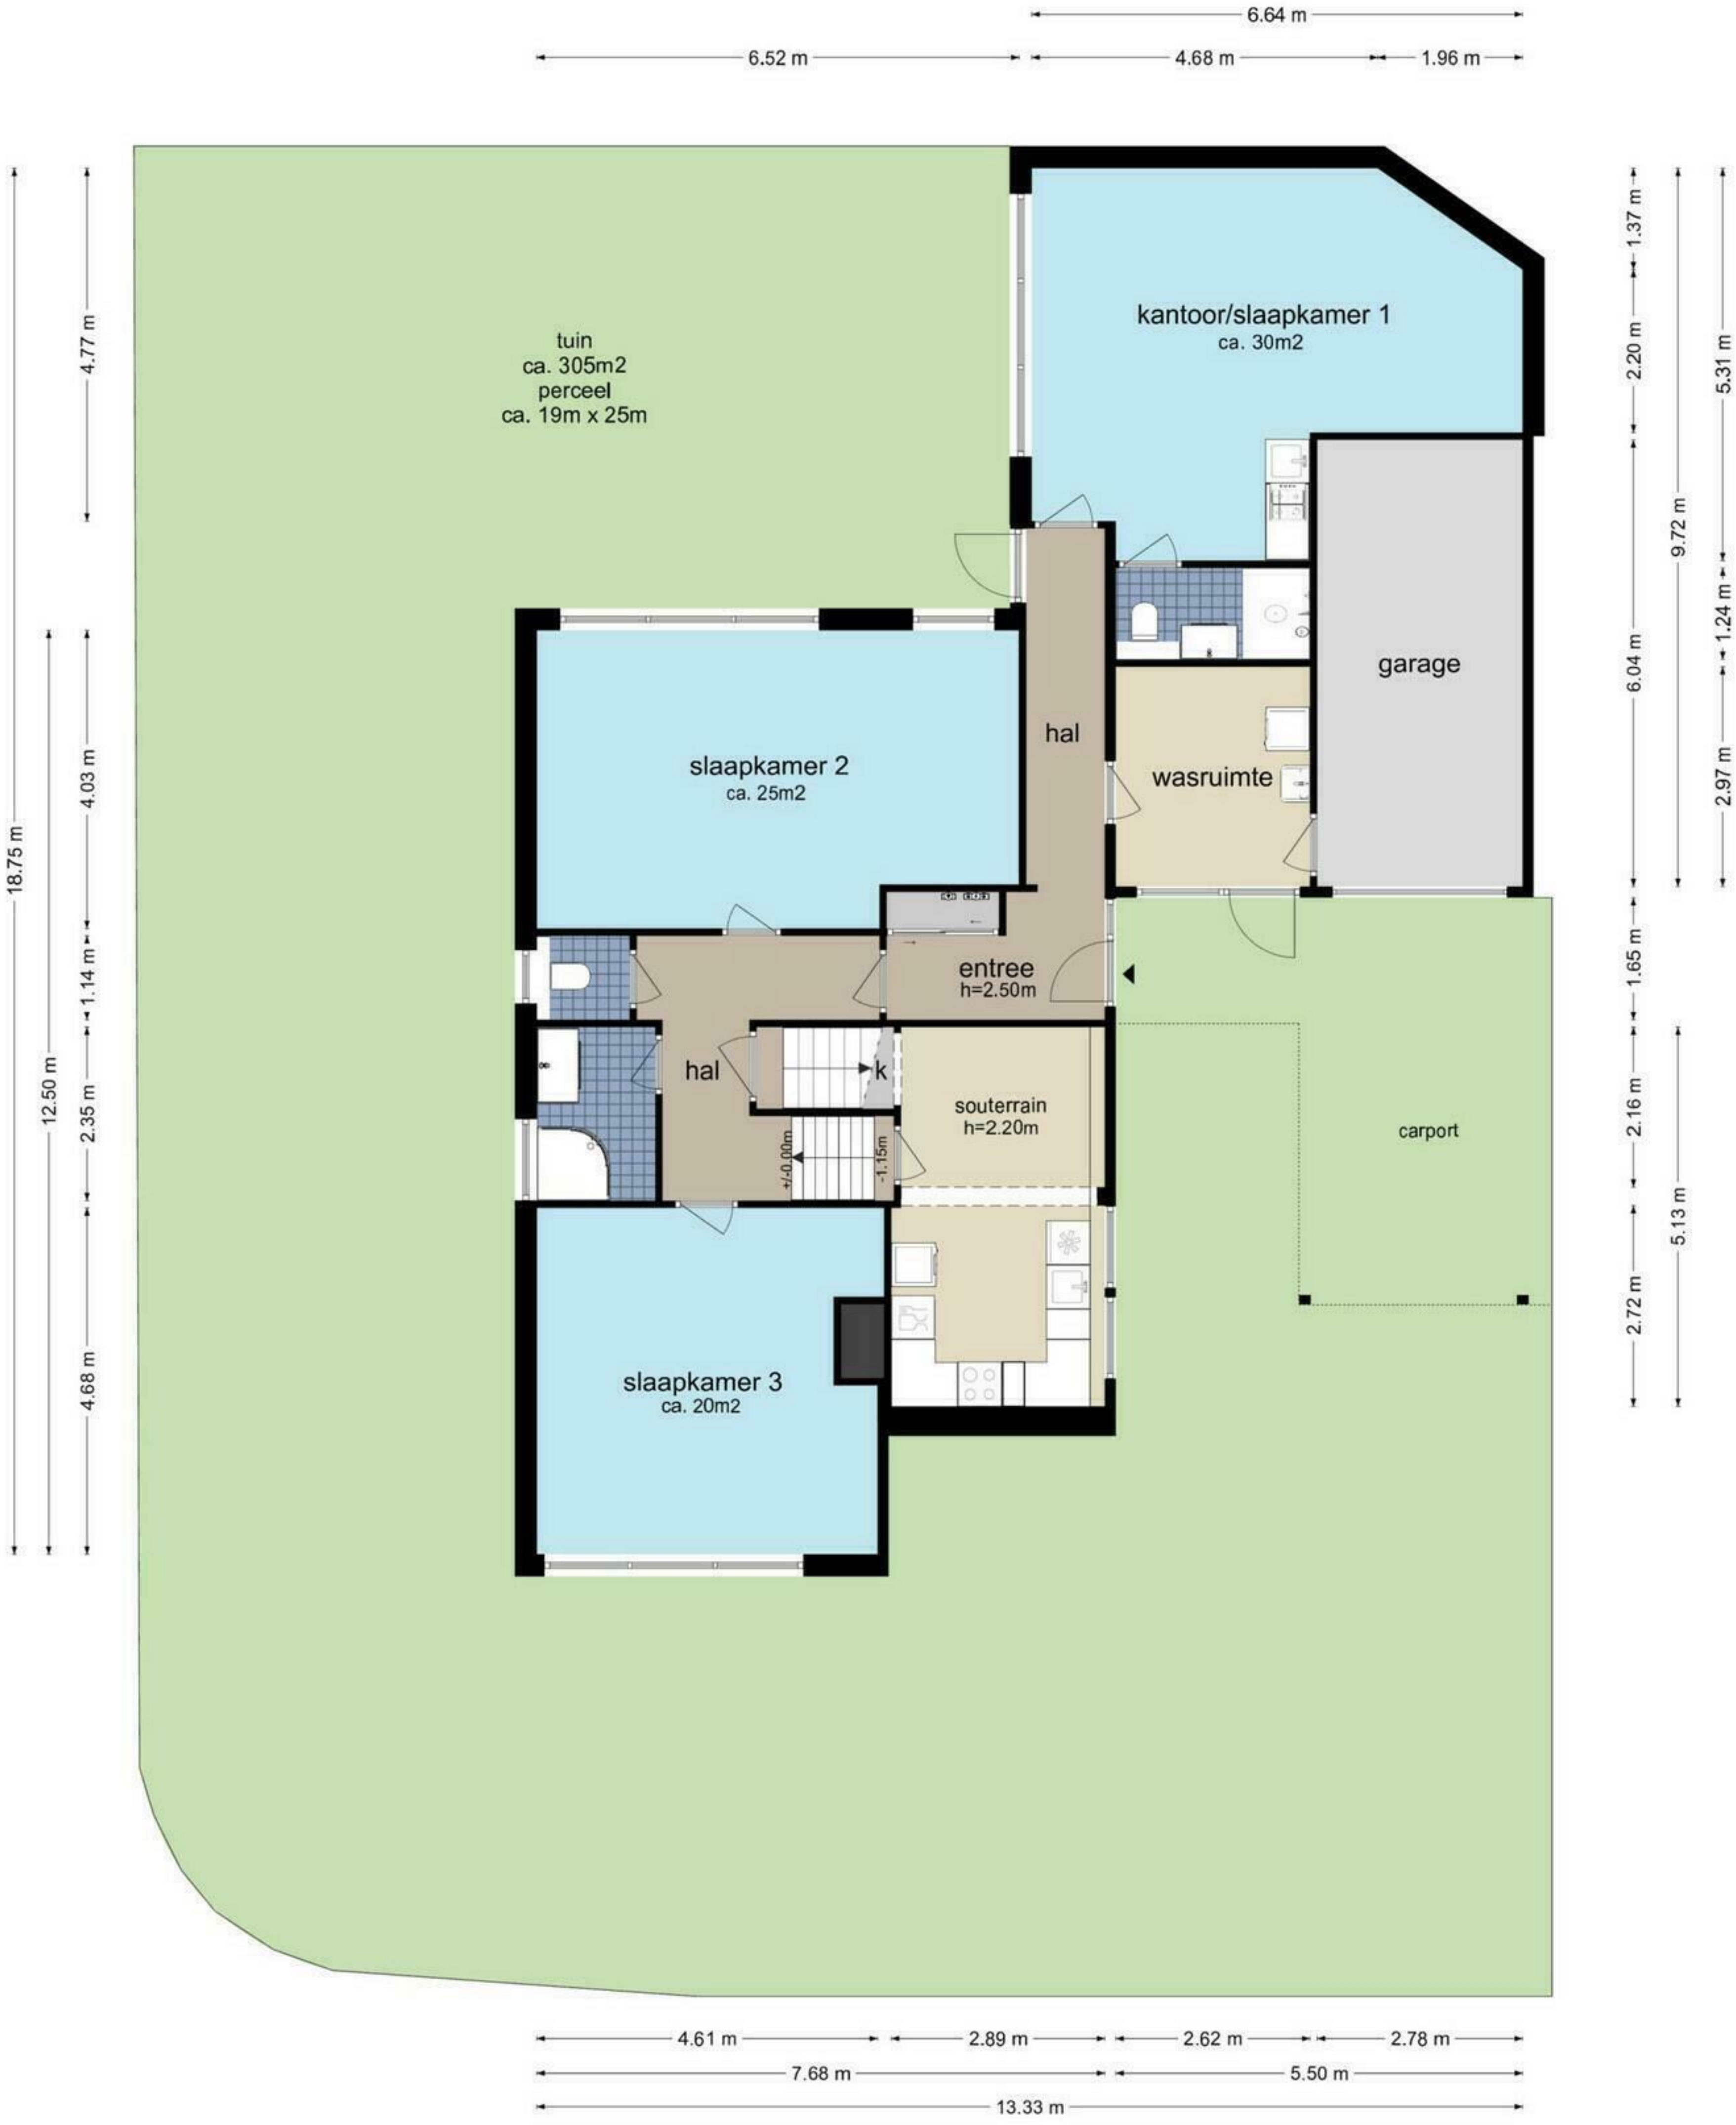 6.64 m
6.52 m
4.68 m
1.96 m
18.75 m
12.50 m
4.77 m
4.03 m
1.14 m
2.35 m
4.68 m
tuin
ca. 305m2
perceel
ca. 19m x 25m
kantoor/slaapkamer 1
ca. 30m2
garage
hal
slaapkamer 2
ca. 25m2
wasruimte
entree
h=2.50m
hal
k
souterrain
h=2.20m
+/-0.00m
-1.15m
carport
slaapkamer 3
ca. 20m2
1.37 m
2.20 m
6.04 m
1.65 m
2.16 m
2.72 m
9.72 m
5.13 m
5.31 m
1.24 m
2.97 m
4.61 m
2.89 m
2.62 m
2.78 m
7.68 m
5.50 m
13.33 m